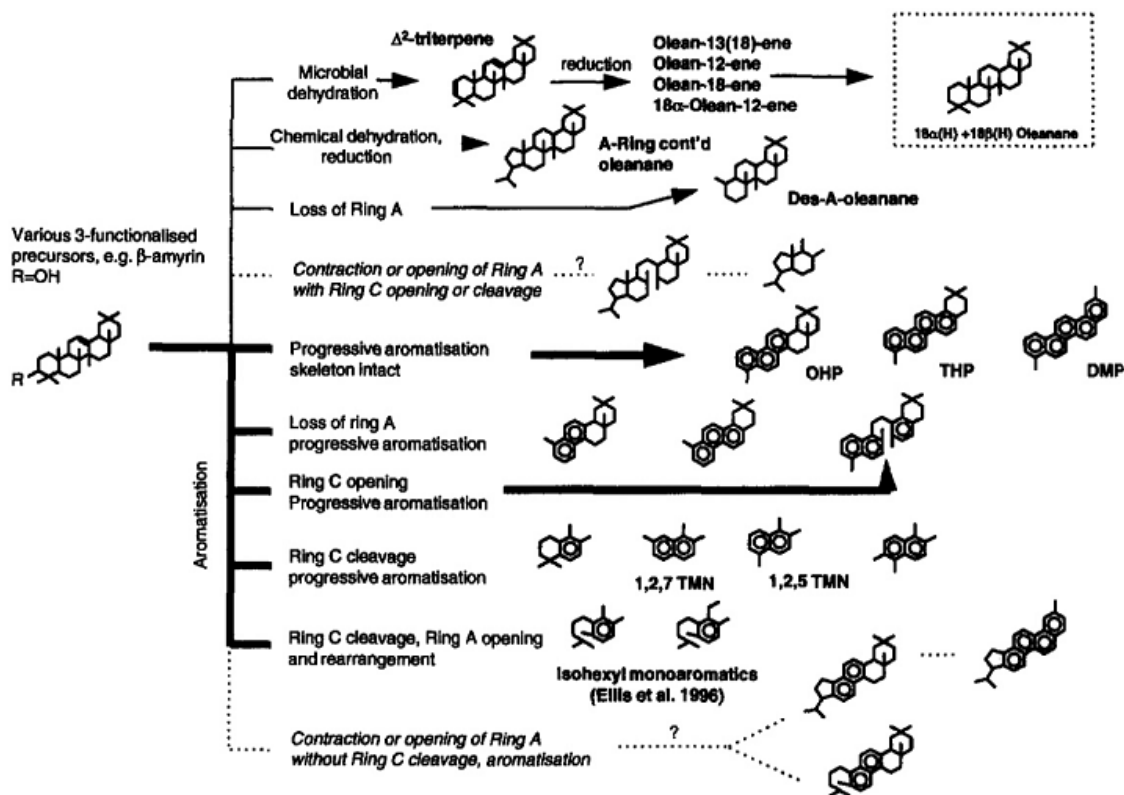 Δ²-triterpene
Microbial
dehydration
reduction
Olean-13(18)-ene
Olean-12-ene
Olean-18-ene
18α-Olean-12-ene
18α(H) +18β(H) Oleanane
Chemical dehydration,
reduction
A-Ring cont'd
oleanane
Loss of Ring A
Des-A-oleanane
Various 3-functionalised
precursors, e.g. β-amyrin
R=OH
Contraction or opening of Ring A
with Ring C opening or cleavage
?
R
Progressive aromatisation
skeleton intact
OHP
THP
DMP
Loss of ring A
progressive aromatisation
Ring C opening
Progressive aromatisation
Aromatisation
Ring C cleavage
progressive aromatisation
1,2,7 TMN
1,2,5 TMN
Ring C cleavage, Ring A opening
and rearrangement
Isohexyl monoaromatics
(Ellis et al. 1996)
Contraction or opening of Ring A
without Ring C cleavage, aromatisation
?